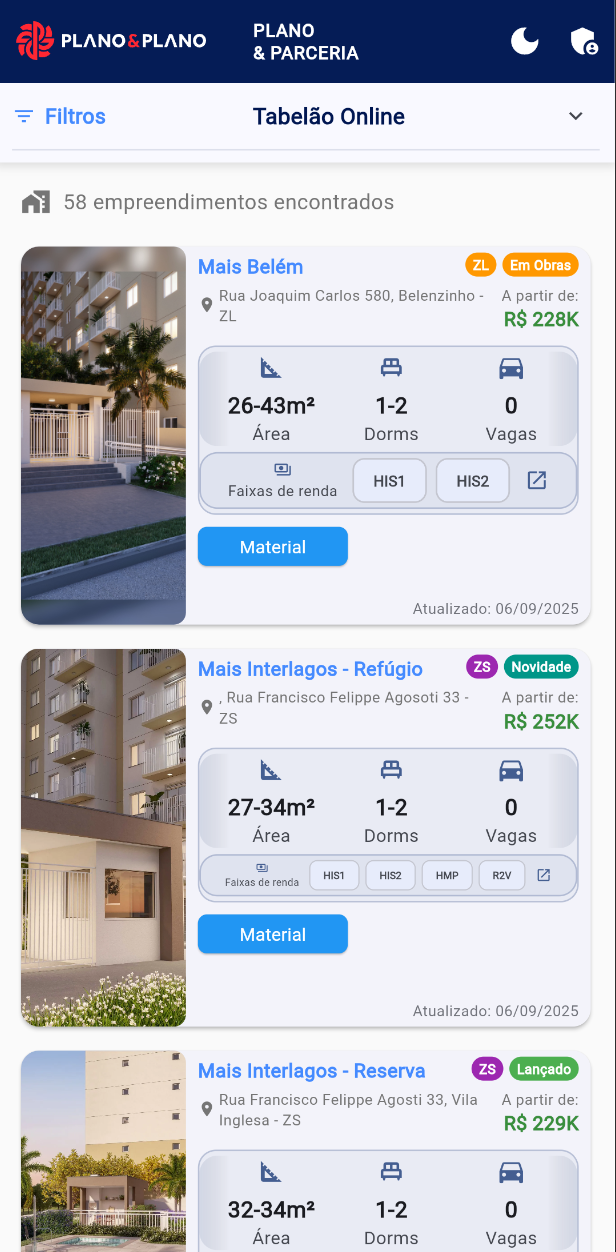 PLANO&PLANO
PLANO
& PARCERIA
Filtros
Tabelão Online
58 empreendimentos encontrados
Mais Belém
ZL
Em Obras
Rua Joaquim Carlos 580, Belenzinho -
ZL
A partir de:
R$ 228K
26-43m²
1-2
0
Área
Dorms
Vagas
Faixas de renda
HIS1
HIS2
Material
Atualizado: 06/09/2025
Mais Interlagos - Refúgio
ZS
Novidade
, Rua Francisco Felippe Agosoti 33 -
ZS
A partir de:
R$ 252K
27-34m²
1-2
0
Área
Dorms
Vagas
Faixas de renda
HIS1
HIS2
HMP
R2V
Material
Atualizado: 06/09/2025
Mais Interlagos - Reserva
ZS
Lançado
Rua Francisco Felippe Agosti 33, Vila
Inglesa - ZS
A partir de:
R$ 229K
32-34m²
1-2
0
Área
Dorms
Vagas